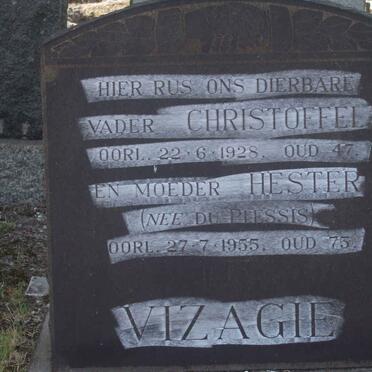 HIER RUS ONS DIERBARE
VADER CHRISTOFFEL
OORL. 22-6-1928. OUD 47.
EN MOEDER HESTER
(NEE DU PLESSIS)
OORL. 27-7-1955. OUD 75.
VIZAGIE